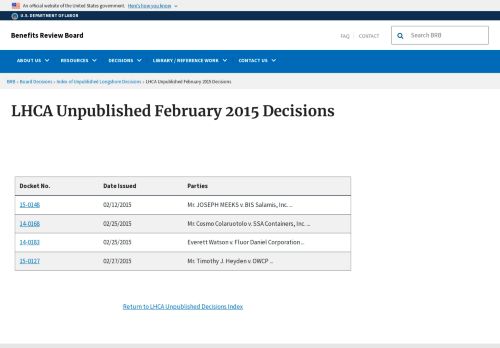 An official website of the United States government. Here's how you know
U.S. DEPARTMENT OF LABOR
Benefits Review Board
FAQ CONTACT
Search BRB
ABOUT US RESOURCES DECISIONS LIBRARY / REFERENCE WORK CONTACT US
BRB › Board Decisions › Index of Unpublished Longshore Decisions › LHCA Unpublished February 2015 Decisions
LHCA Unpublished February 2015 Decisions
Docket No. Date Issued Parties
15-0148 02/12/2015 Mr. JOSEPH MEEKS v. BIS Salamis, Inc. ...
14-0168 02/25/2015 Mr. Cosmo Colaruotolo v. SSA Containers, Inc. ...
14-0183 02/25/2015 Everett Watson v. Fluor Daniel Corporation ...
15-0127 02/27/2015 Mr. Timothy J. Heyden v. OWCP ...
Return to LHCA Unpublished Decisions Index